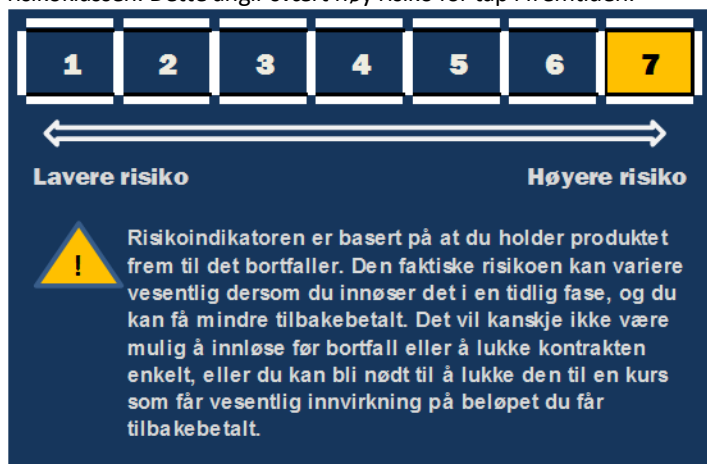 1 2 3 4 5 6 7
Lavere risiko Høyere risiko
! Risikoindikatoren er basert på at du holder produktet
frem til det bortfaller. Den faktiske risikoen kan variere
vesentlig dersom du innøser det i en tidlig fase, og du
kan få mindre tilbakebetalt. Det vil kanskje ikke være
mulig å innløse før bortfall eller å lukke kontrakten
enkelt, eller du kan bli nødt til å lukke den til en kurs
som får vesentlig innvirkning på beløpet du får
tilbakebetalt.